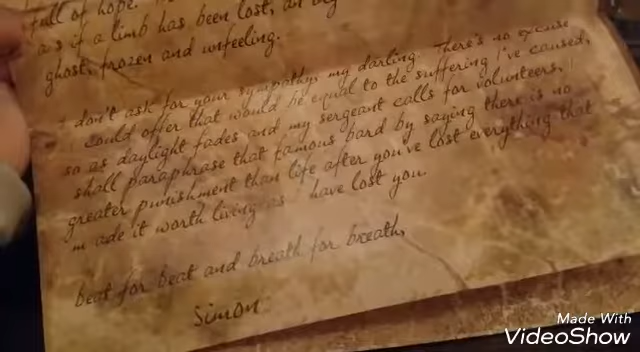 full of hope.
as if a limb has been lost, an
ghost, frozen and unfeeling.
I don't ask for your sympathy, my darling. There's no excuse
I could offer that would be equal to the suffering I've caused,
so as daylight fades and my sergeant calls for volunteers, I
shall paraphrase that famous bard by saying there is no
greater punishment than life after you've lost everything that
made it worth living as I have lost you.
beat for beat and breath for breath,
Simon
Made With
VideoShow